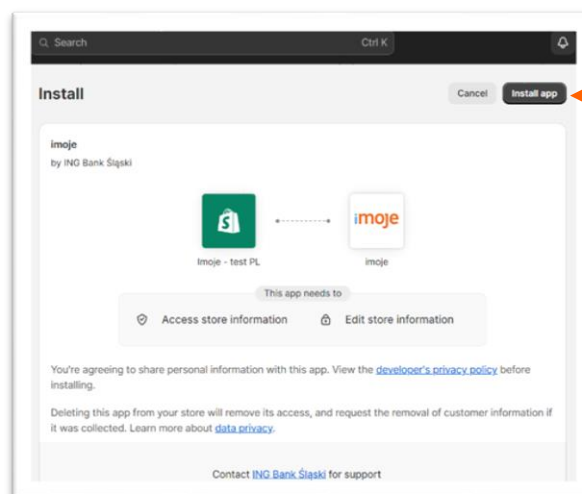 Search Ctrl K
Install Cancel Install app
imoje
by ING Bank Śląski
imoje
Imoje - test PL imoje
This app needs to
Access store information Edit store information
You're agreeing to share personal information with this app. View the developer's privacy policy before
installing.
Deleting this app from your store will remove its access, and request the removal of customer information if
it was collected. Learn more about data privacy.
Contact ING Bank Śląski for support